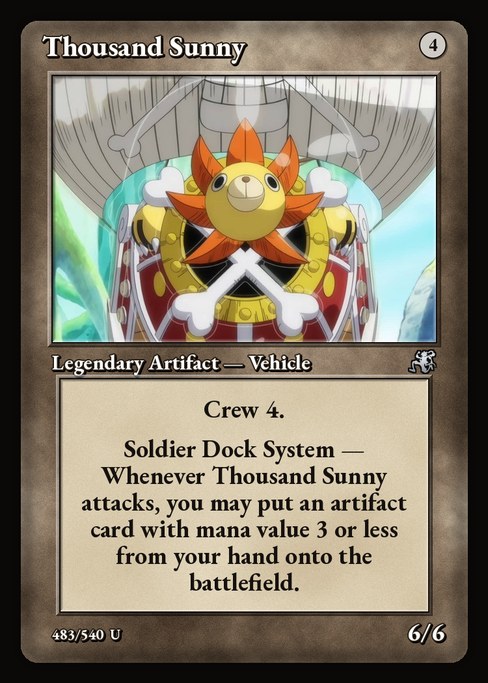 Thousand Sunny
4
Legendary Artifact — Vehicle
Crew 4.
Soldier Dock System —
Whenever Thousand Sunny
attacks, you may put an artifact
card with mana value 3 or less
from your hand onto the
battlefield.
483/540 U
6/6